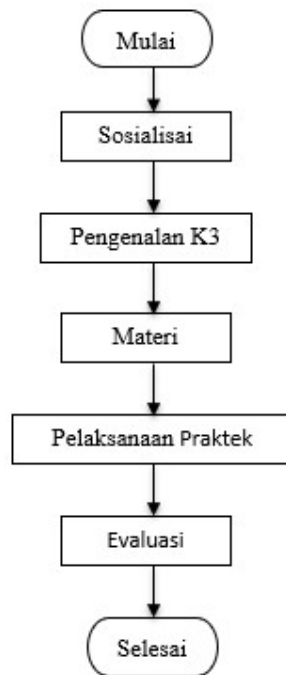 Mulai
Sosialisai
Pengenalan K3
Materi
Pelaksanaan Praktek
Evaluasi
Selesai